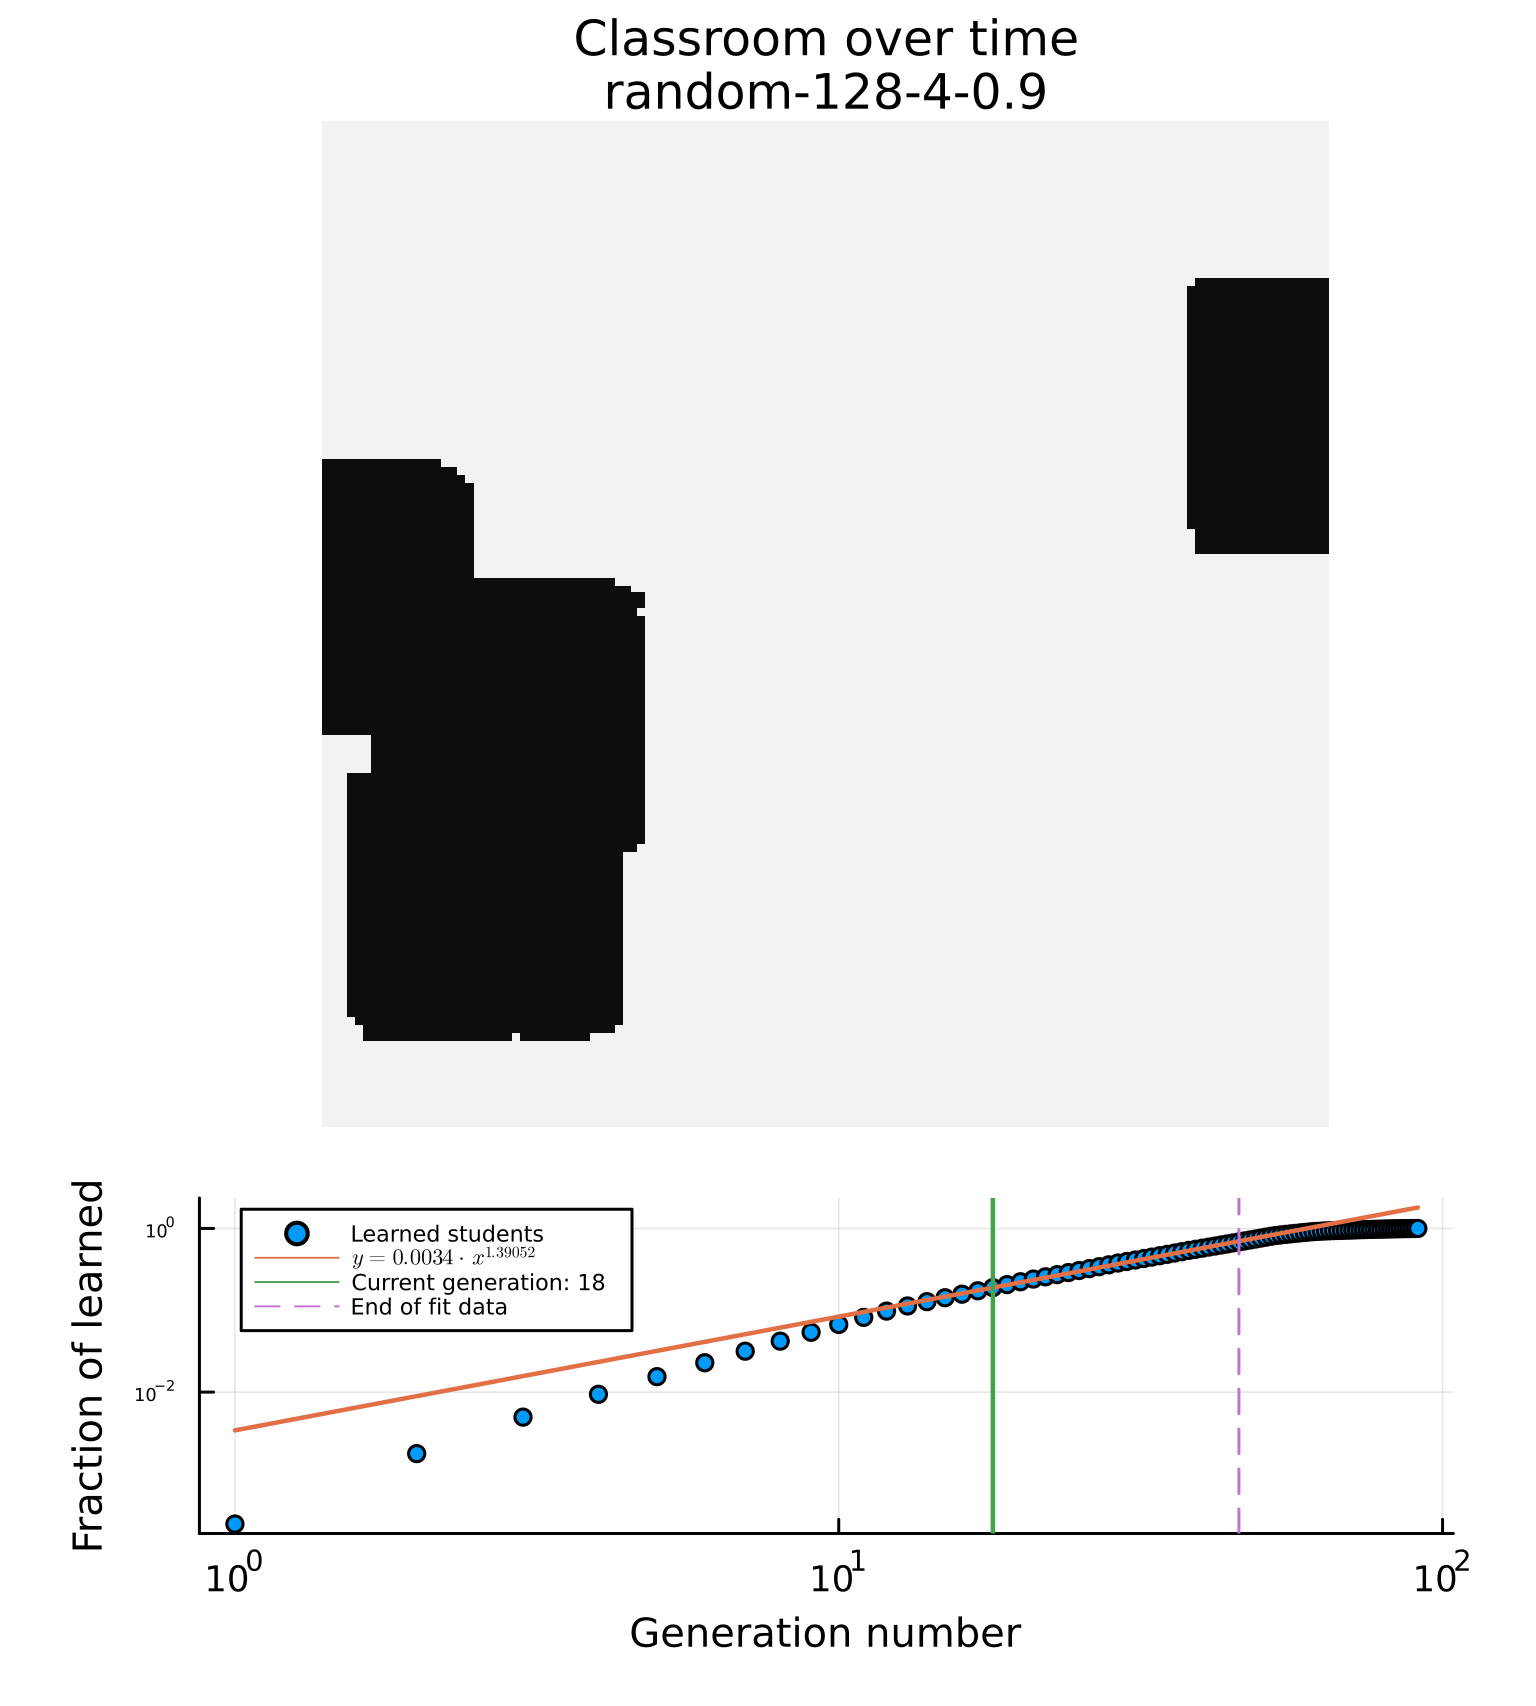 Classroom over time
random-128-4-0.9
Fraction of learned
10^0
10^-2
Learned students
y = 0.0034 · x^1.39052
Current generation: 18
End of fit data
10^0
10^1
10^2
Generation number